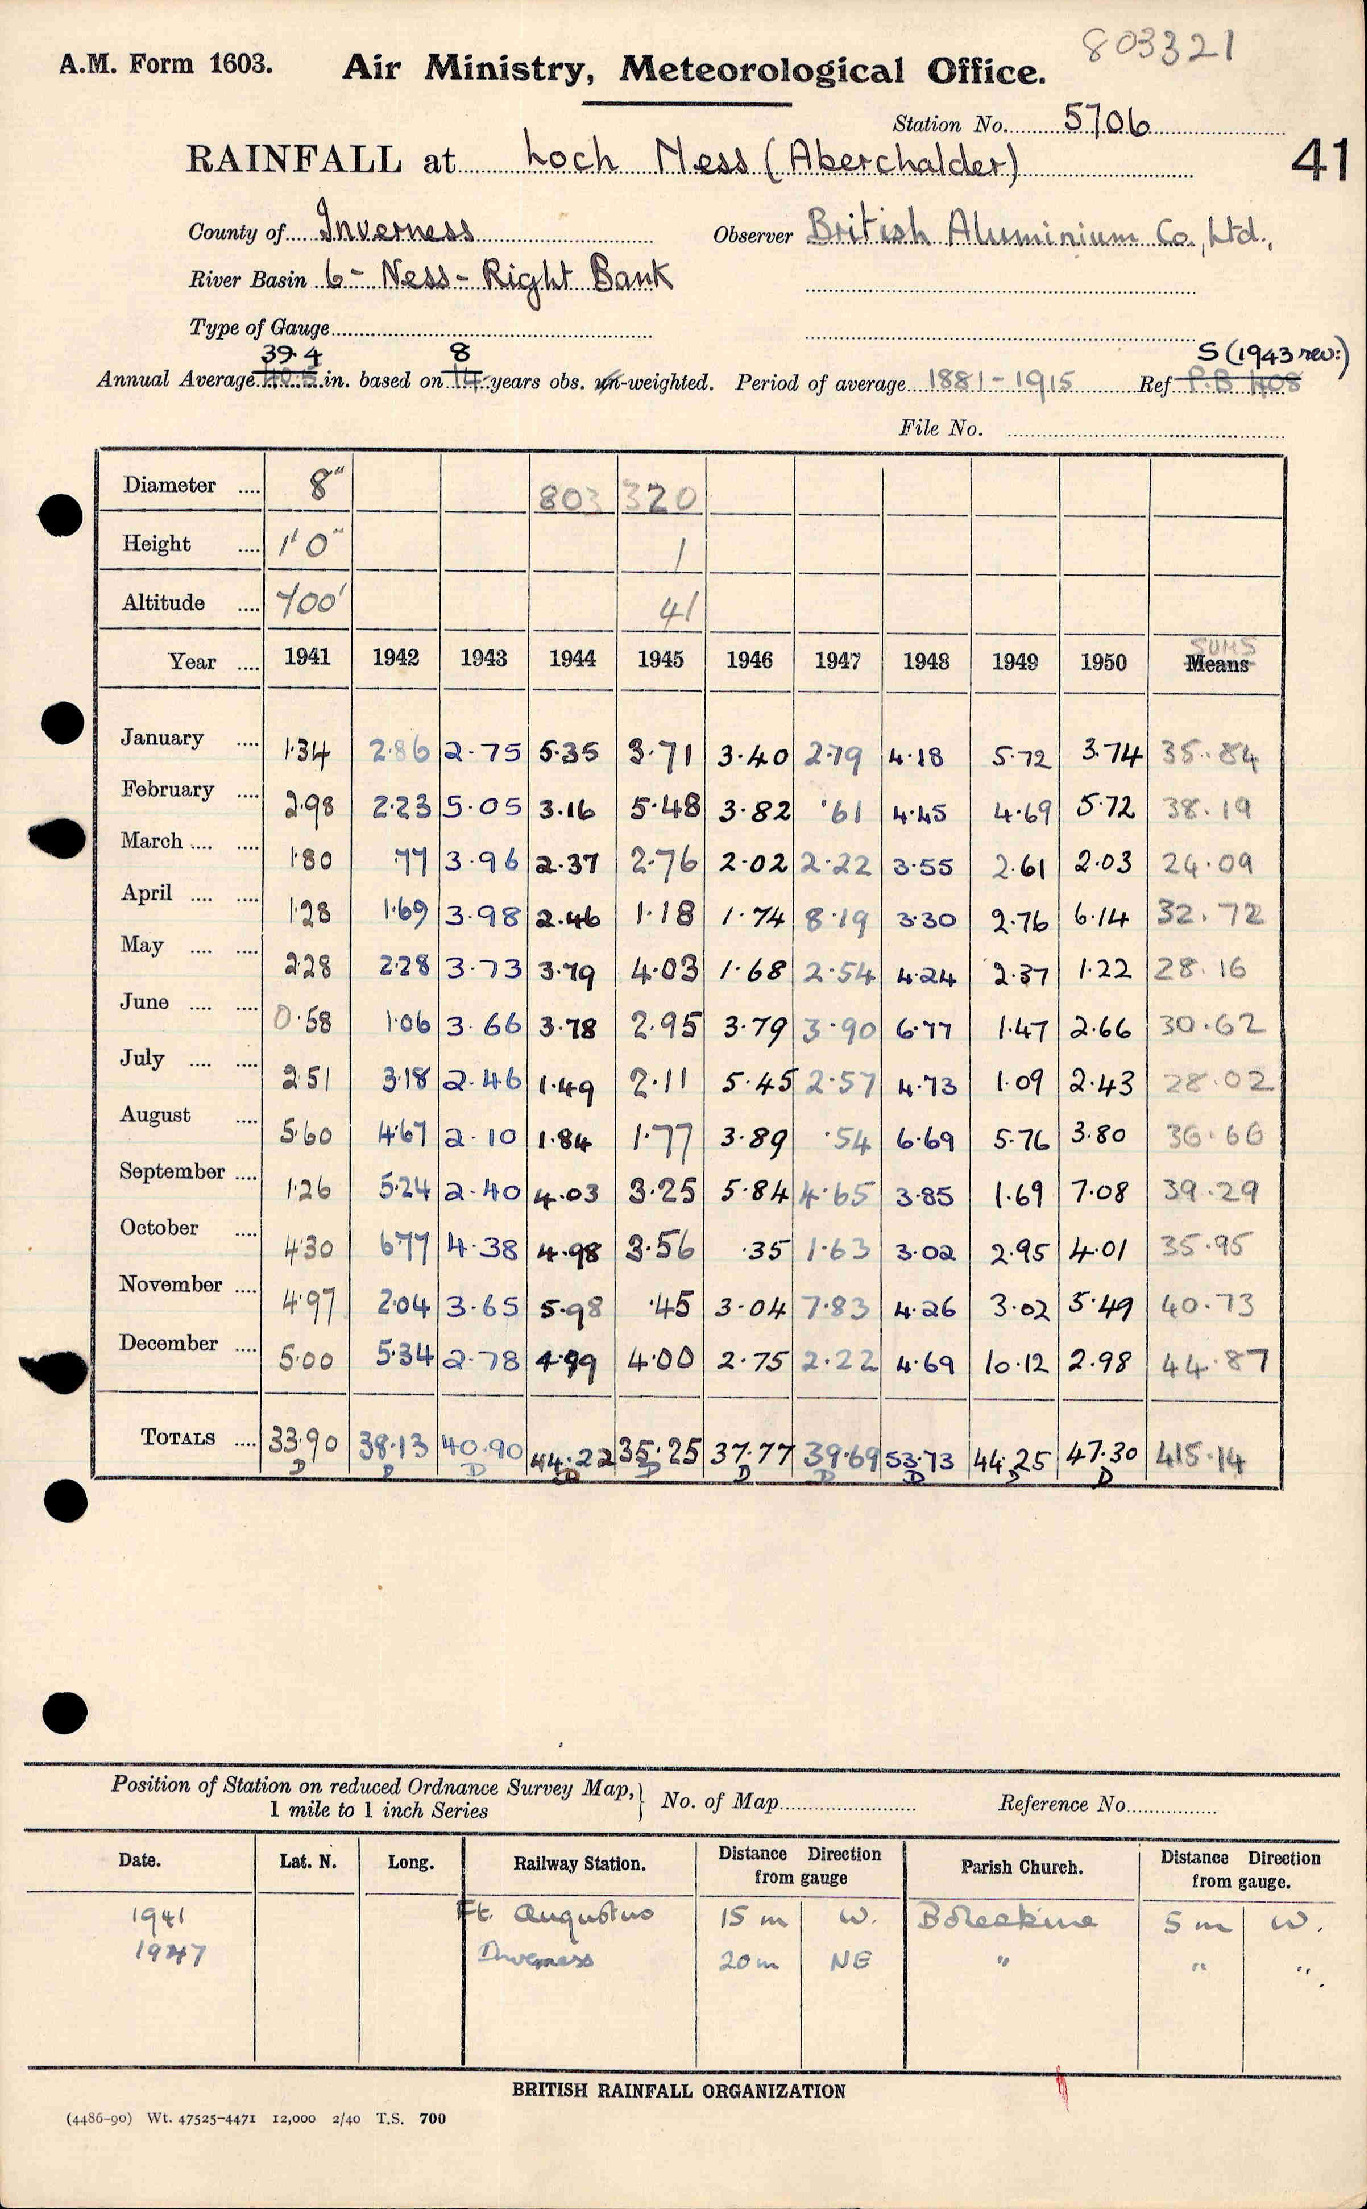 803321
A.M. Form 1603. Air Ministry, Meteorological Office.
Station No. 5706
RAINFALL at Loch Ness (Aberchalder) 41
County of Inverness Observer British Aluminium Co., Ltd.,
River Basin 6 - Ness - Right Bank
Type of Gauge
39.4 8 S (1943 rev:)
Annual Average 40.5 in. based on 14 years obs. un-weighted. Period of average 1881 - 1915 Ref P.B 408
File No.
Diameter .... 8" 803 320
Height .... 1' 0" 1
Altitude .... 700' 41
SUMS
Year .... 1941 1942 1943 1944 1945 1946 1947 1948 1949 1950 Means
January .... 1.34 2.86 2.75 5.35 3.71 3.40 2.79 4.18 5.72 3.74 35.84
February .... 2.98 2.23 5.05 3.16 5.48 3.82 .61 4.45 4.69 5.72 38.19
March .... .... 1.80 .77 3.96 2.37 2.76 2.02 2.22 3.55 2.61 2.03 24.09
April .... .... 1.28 1.69 3.98 2.46 1.18 1.74 8.19 3.30 2.76 6.14 32.72
May .... .... 2.28 2.28 3.73 3.79 4.03 1.68 2.54 4.24 2.37 1.22 28.16
June .... .... 0.58 1.06 3.66 3.78 2.95 3.79 3.90 6.77 1.47 2.66 30.62
July .... .... 2.51 3.18 2.46 1.49 2.11 5.45 2.57 4.73 1.09 2.43 28.02
August .... 5.60 4.67 2.10 1.84 1.77 3.89 .54 6.69 5.76 3.80 36.66
September .... 1.26 5.24 2.40 4.03 3.25 5.84 4.65 3.85 1.69 7.08 39.29
October .... 4.30 6.77 4.38 4.98 3.56 .35 1.63 3.02 2.95 4.01 35.95
November .... 4.97 2.04 3.65 5.98 .45 3.04 7.83 4.26 3.02 5.49 40.73
December .... 5.00 5.34 2.78 4.99 4.00 2.75 2.22 4.69 10.12 2.98 44.87
TOTALS .... 33.90 38.13 40.90 44.22 35.25 37.77 39.69 53.73 44.25 47.30 415.14
D D D D D D D D D D
Position of Station on reduced Ordnance Survey Map, } No. of Map Reference No.
1 mile to 1 inch Series
Date. Lat. N. Long. Railway Station. Distance Direction from gauge Parish Church. Distance Direction from gauge.
1941 Ft. Augustus 15 m W. Boleskine 5 m W.
1947 Inverness 20 m NE " " ".
BRITISH RAINFALL ORGANIZATION
(4486-90) Wt. 47525-4471 12,000 2/40 T.S. 700